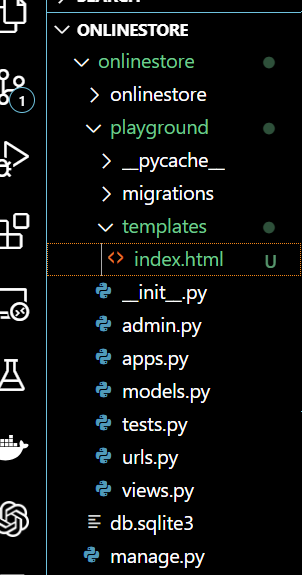 ONLINESTORE
onlinestore
onlinestore
playground
__pycache__
migrations
templates
<> index.html U
__init__.py
admin.py
apps.py
models.py
tests.py
urls.py
views.py
db.sqlite3
manage.py
1